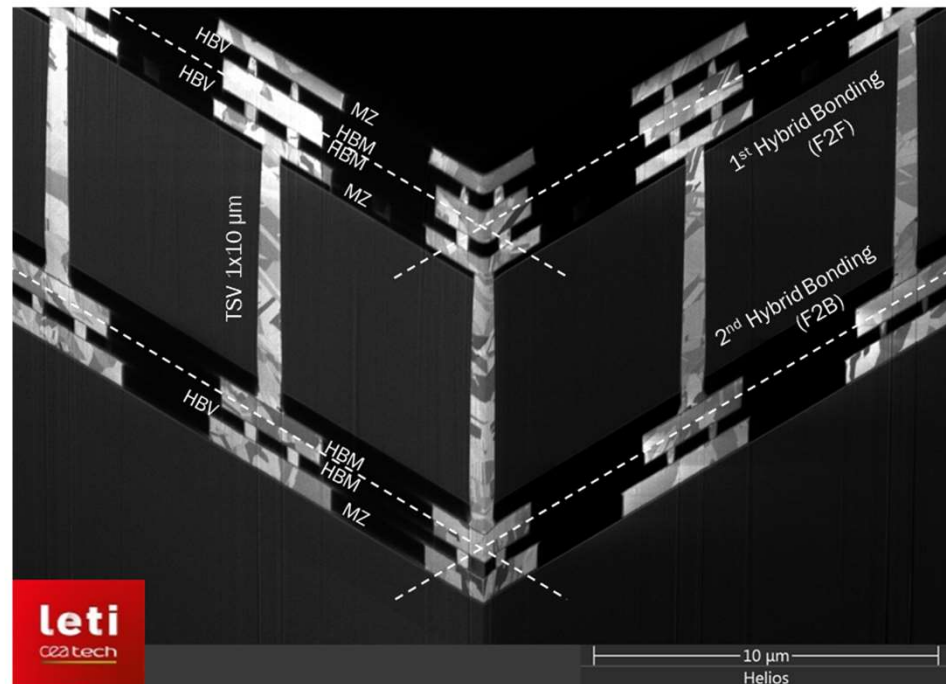 HBV
HBV
MZ
HBM
HBM
MZ
TSV 1x10 µm
1st Hybrid Bonding
(F2F)
2nd Hybrid Bonding
(F2B)
HBV
HBM
HBM
MZ
leti
cea tech
10 µm
Helios